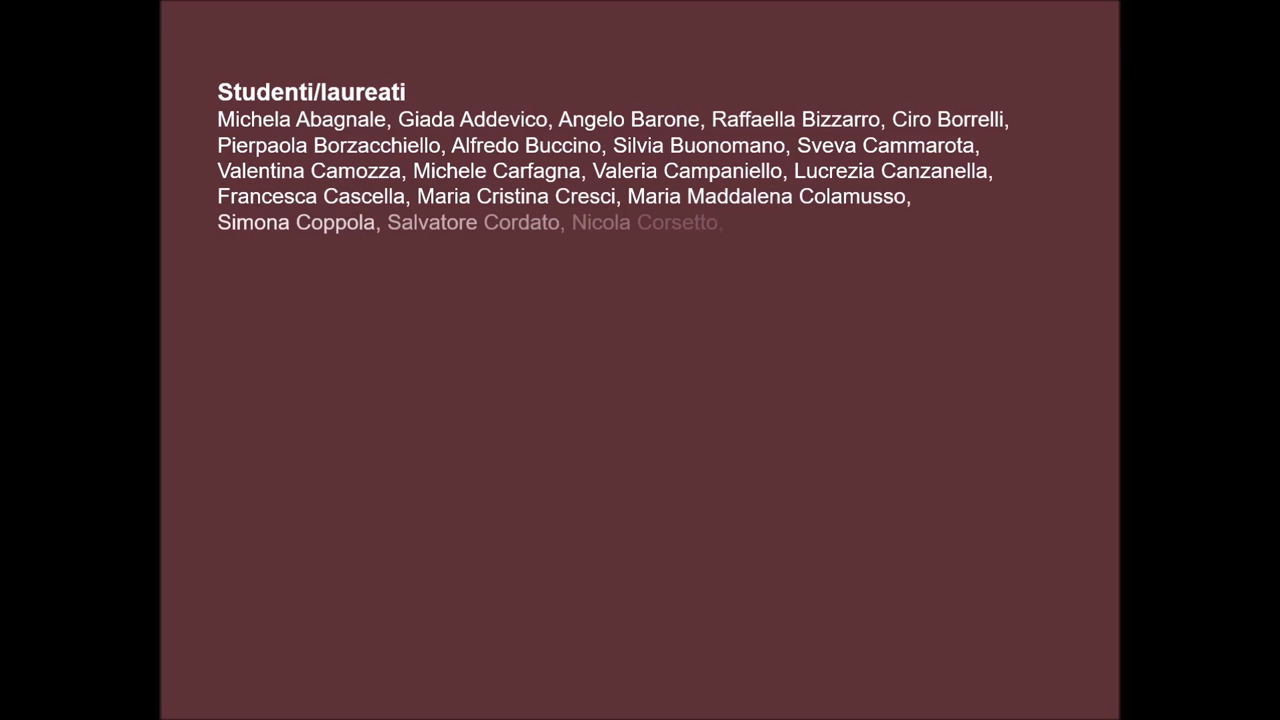 Studenti/laureati
Michela Abagnale, Giada Addevico, Angelo Barone, Raffaella Bizzarro, Ciro Borrelli,
Pierpaola Borzacchiello, Alfredo Buccino, Silvia Buonomano, Sveva Cammarota,
Valentina Camozza, Michele Carfagna, Valeria Campaniello, Lucrezia Canzanella,
Francesca Cascella, Maria Cristina Cresci, Maria Maddalena Colamusso,
Simona Coppola, Salvatore Cordato, Nicola Corsetto,